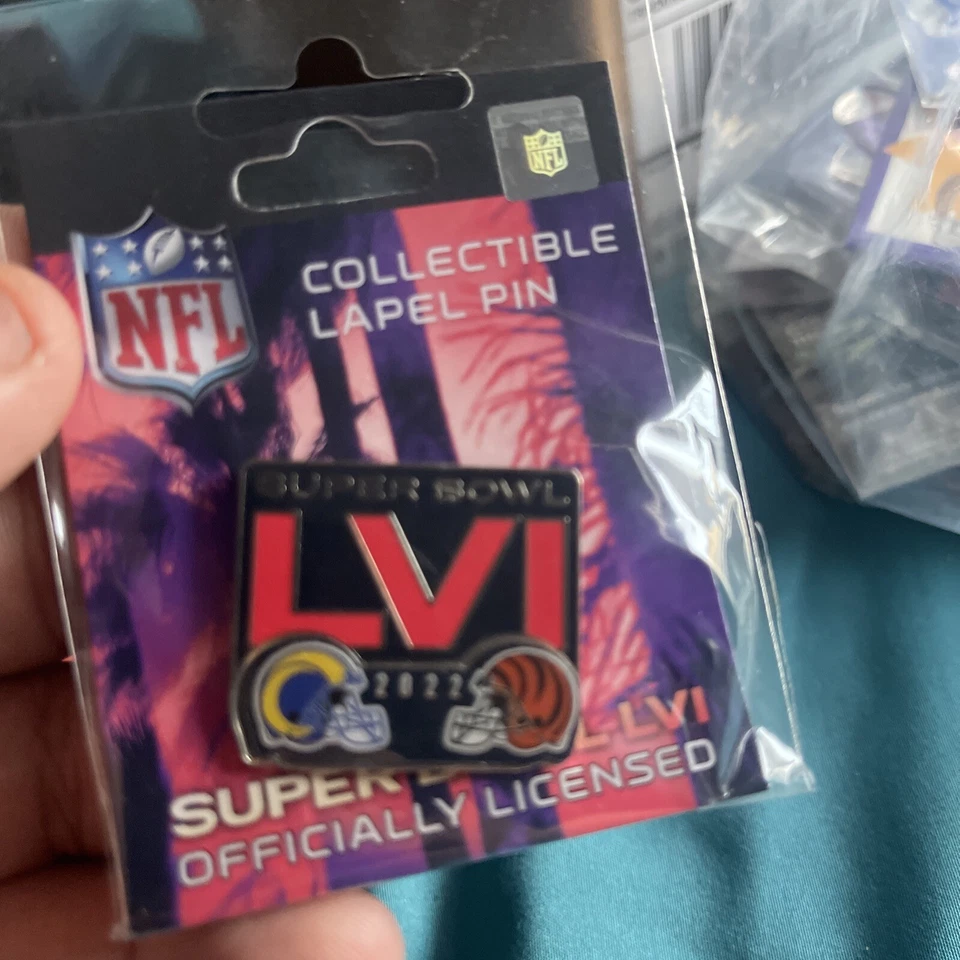 NFL
NFL
COLLECTIBLE
LAPEL PIN
SUPER BOWL
LVI
2022
SUPER B L LVI
OFFICIALLY LICENSED